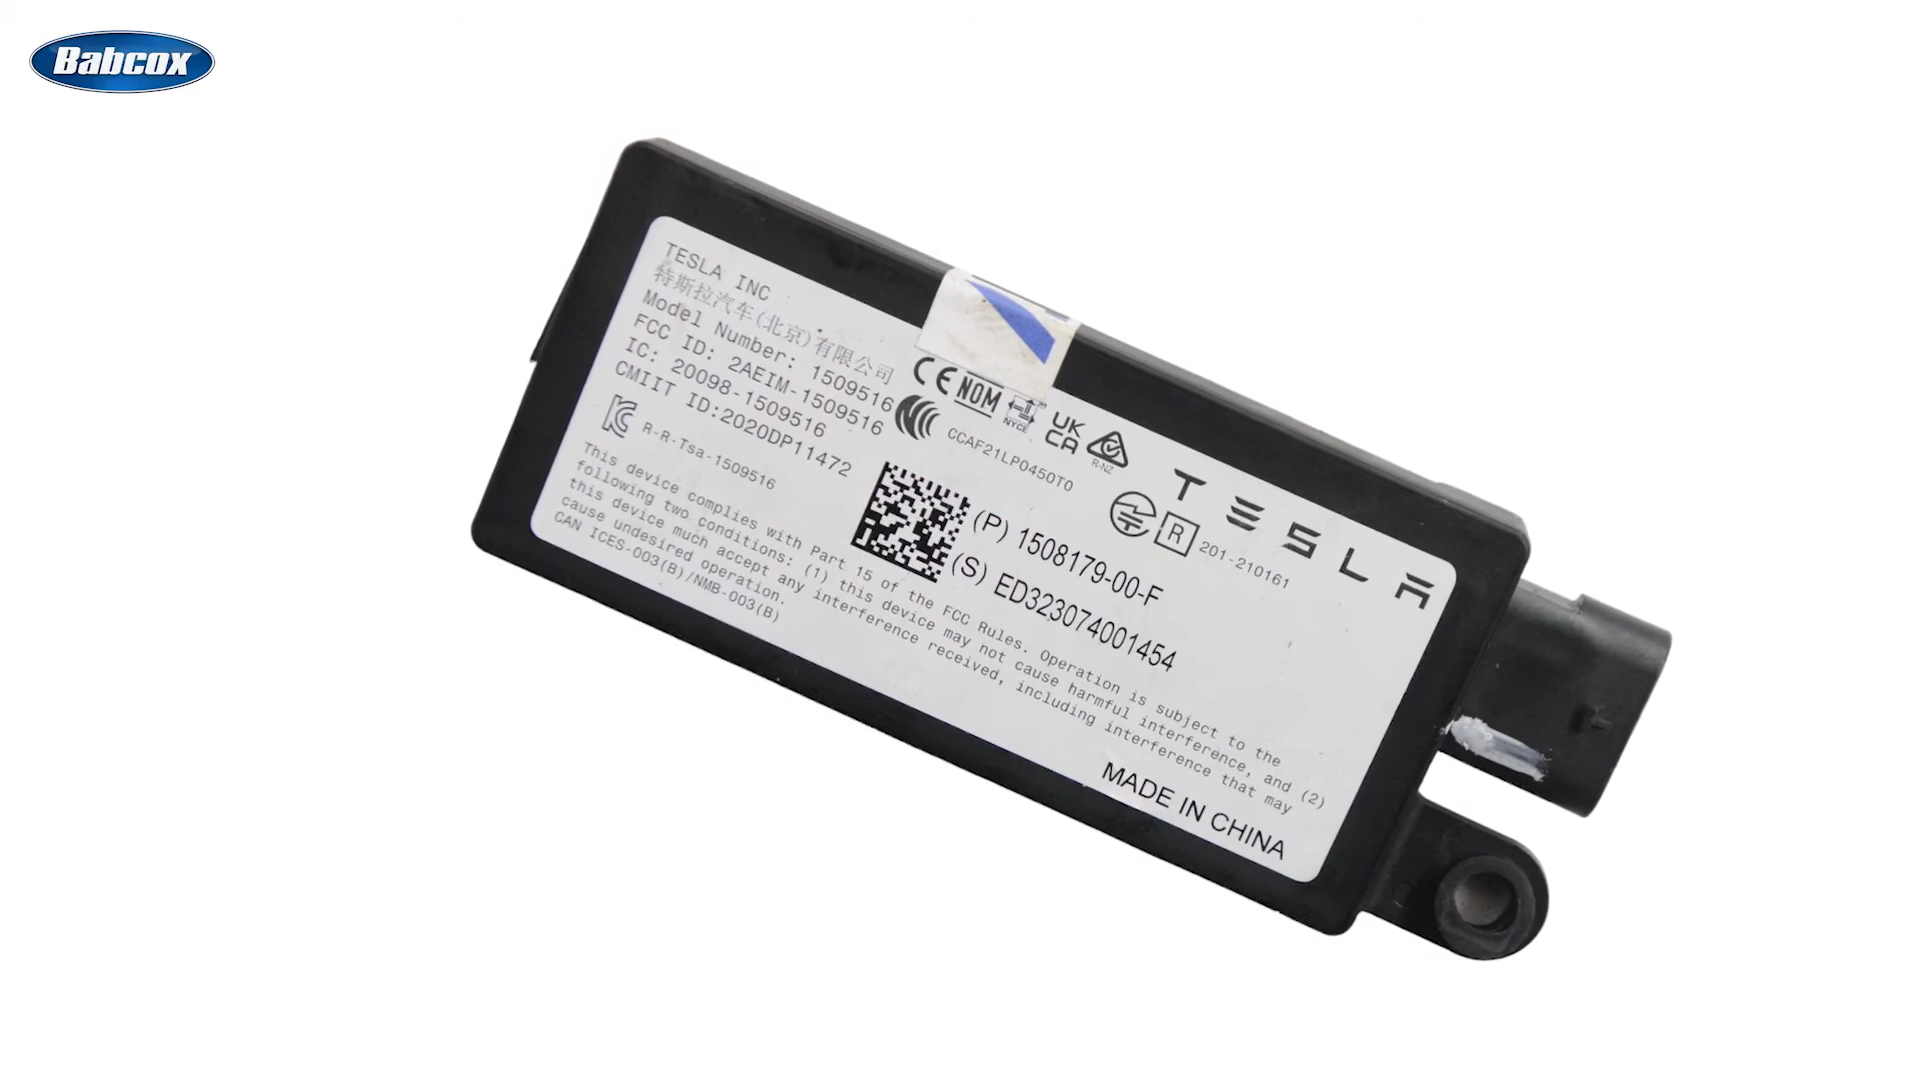 Babcox
TESLA INC
特斯拉汽车(北京)有限公司
Model Number: 1509516
FCC ID: 2AEIM-1509516
IC: 20098-1509516
CMIIT ID:2020DP11472
R-R-Tsa-1509516
CE NOM NYCE UK CA R-NZ
CCAF21LP0450T0
R 201-210161
TESLA
(P) 1508179-00-F
(S) ED323074001454
This device complies with Part 15 of the FCC Rules. Operation is subject to the
following two conditions: (1) this device may not cause harmful interference, and (2)
this device much accept any interference received, including interference that may
cause undesired operation.
CAN ICES-003(B)/NMB-003(B)
MADE IN CHINA